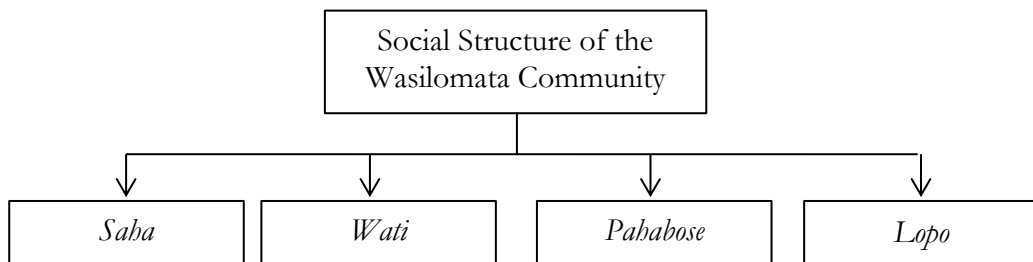 Social Structure of the
Wasilomata Community
Saha
Wati
Pahabose
Lopo